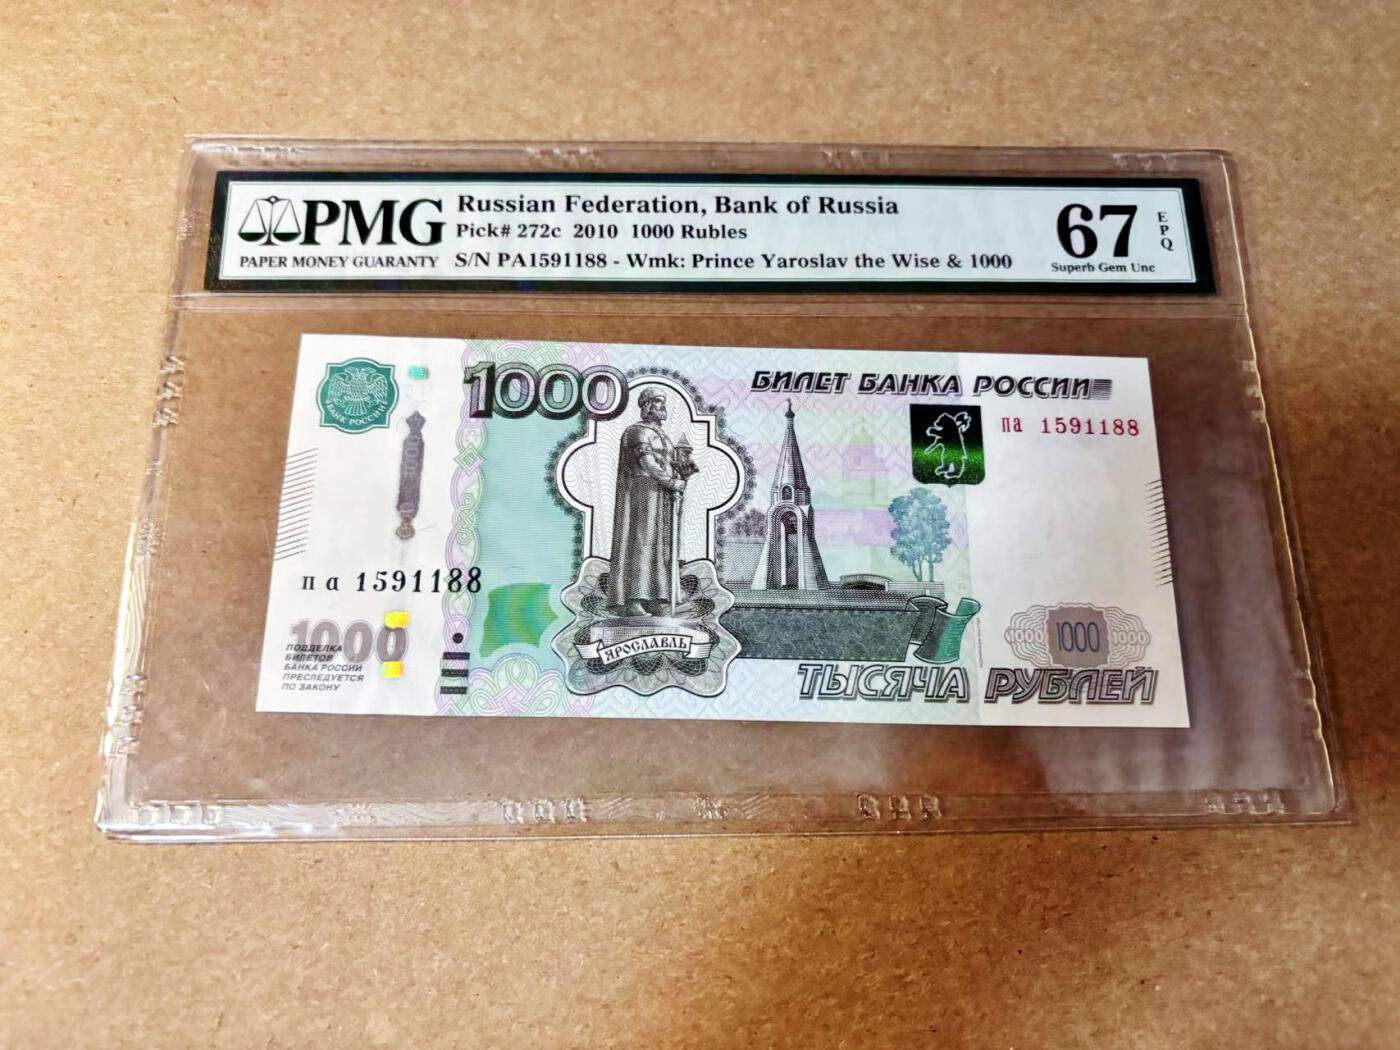 PMG
PAPER MONEY GUARANTY
Russian Federation, Bank of Russia
Pick# 272c 2010 1000 Rubles
S/N PA1591188 - Wmk: Prince Yaroslav the Wise & 1000
67
EPQ
Superb Gem Unc
БАНК РОССИИ
1000
БИЛЕТ БАНКА РОССИИ
па 1591188
па 1591188
1000
ПОДДЕЛКА
БИЛЕТОВ
БАНКА РОССИИ
ПРЕСЛЕДУЕТСЯ
ПО ЗАКОНУ
ЯРОСЛАВЛЬ
1000 1000 1000
ТЫСЯЧА РУБЛЕЙ